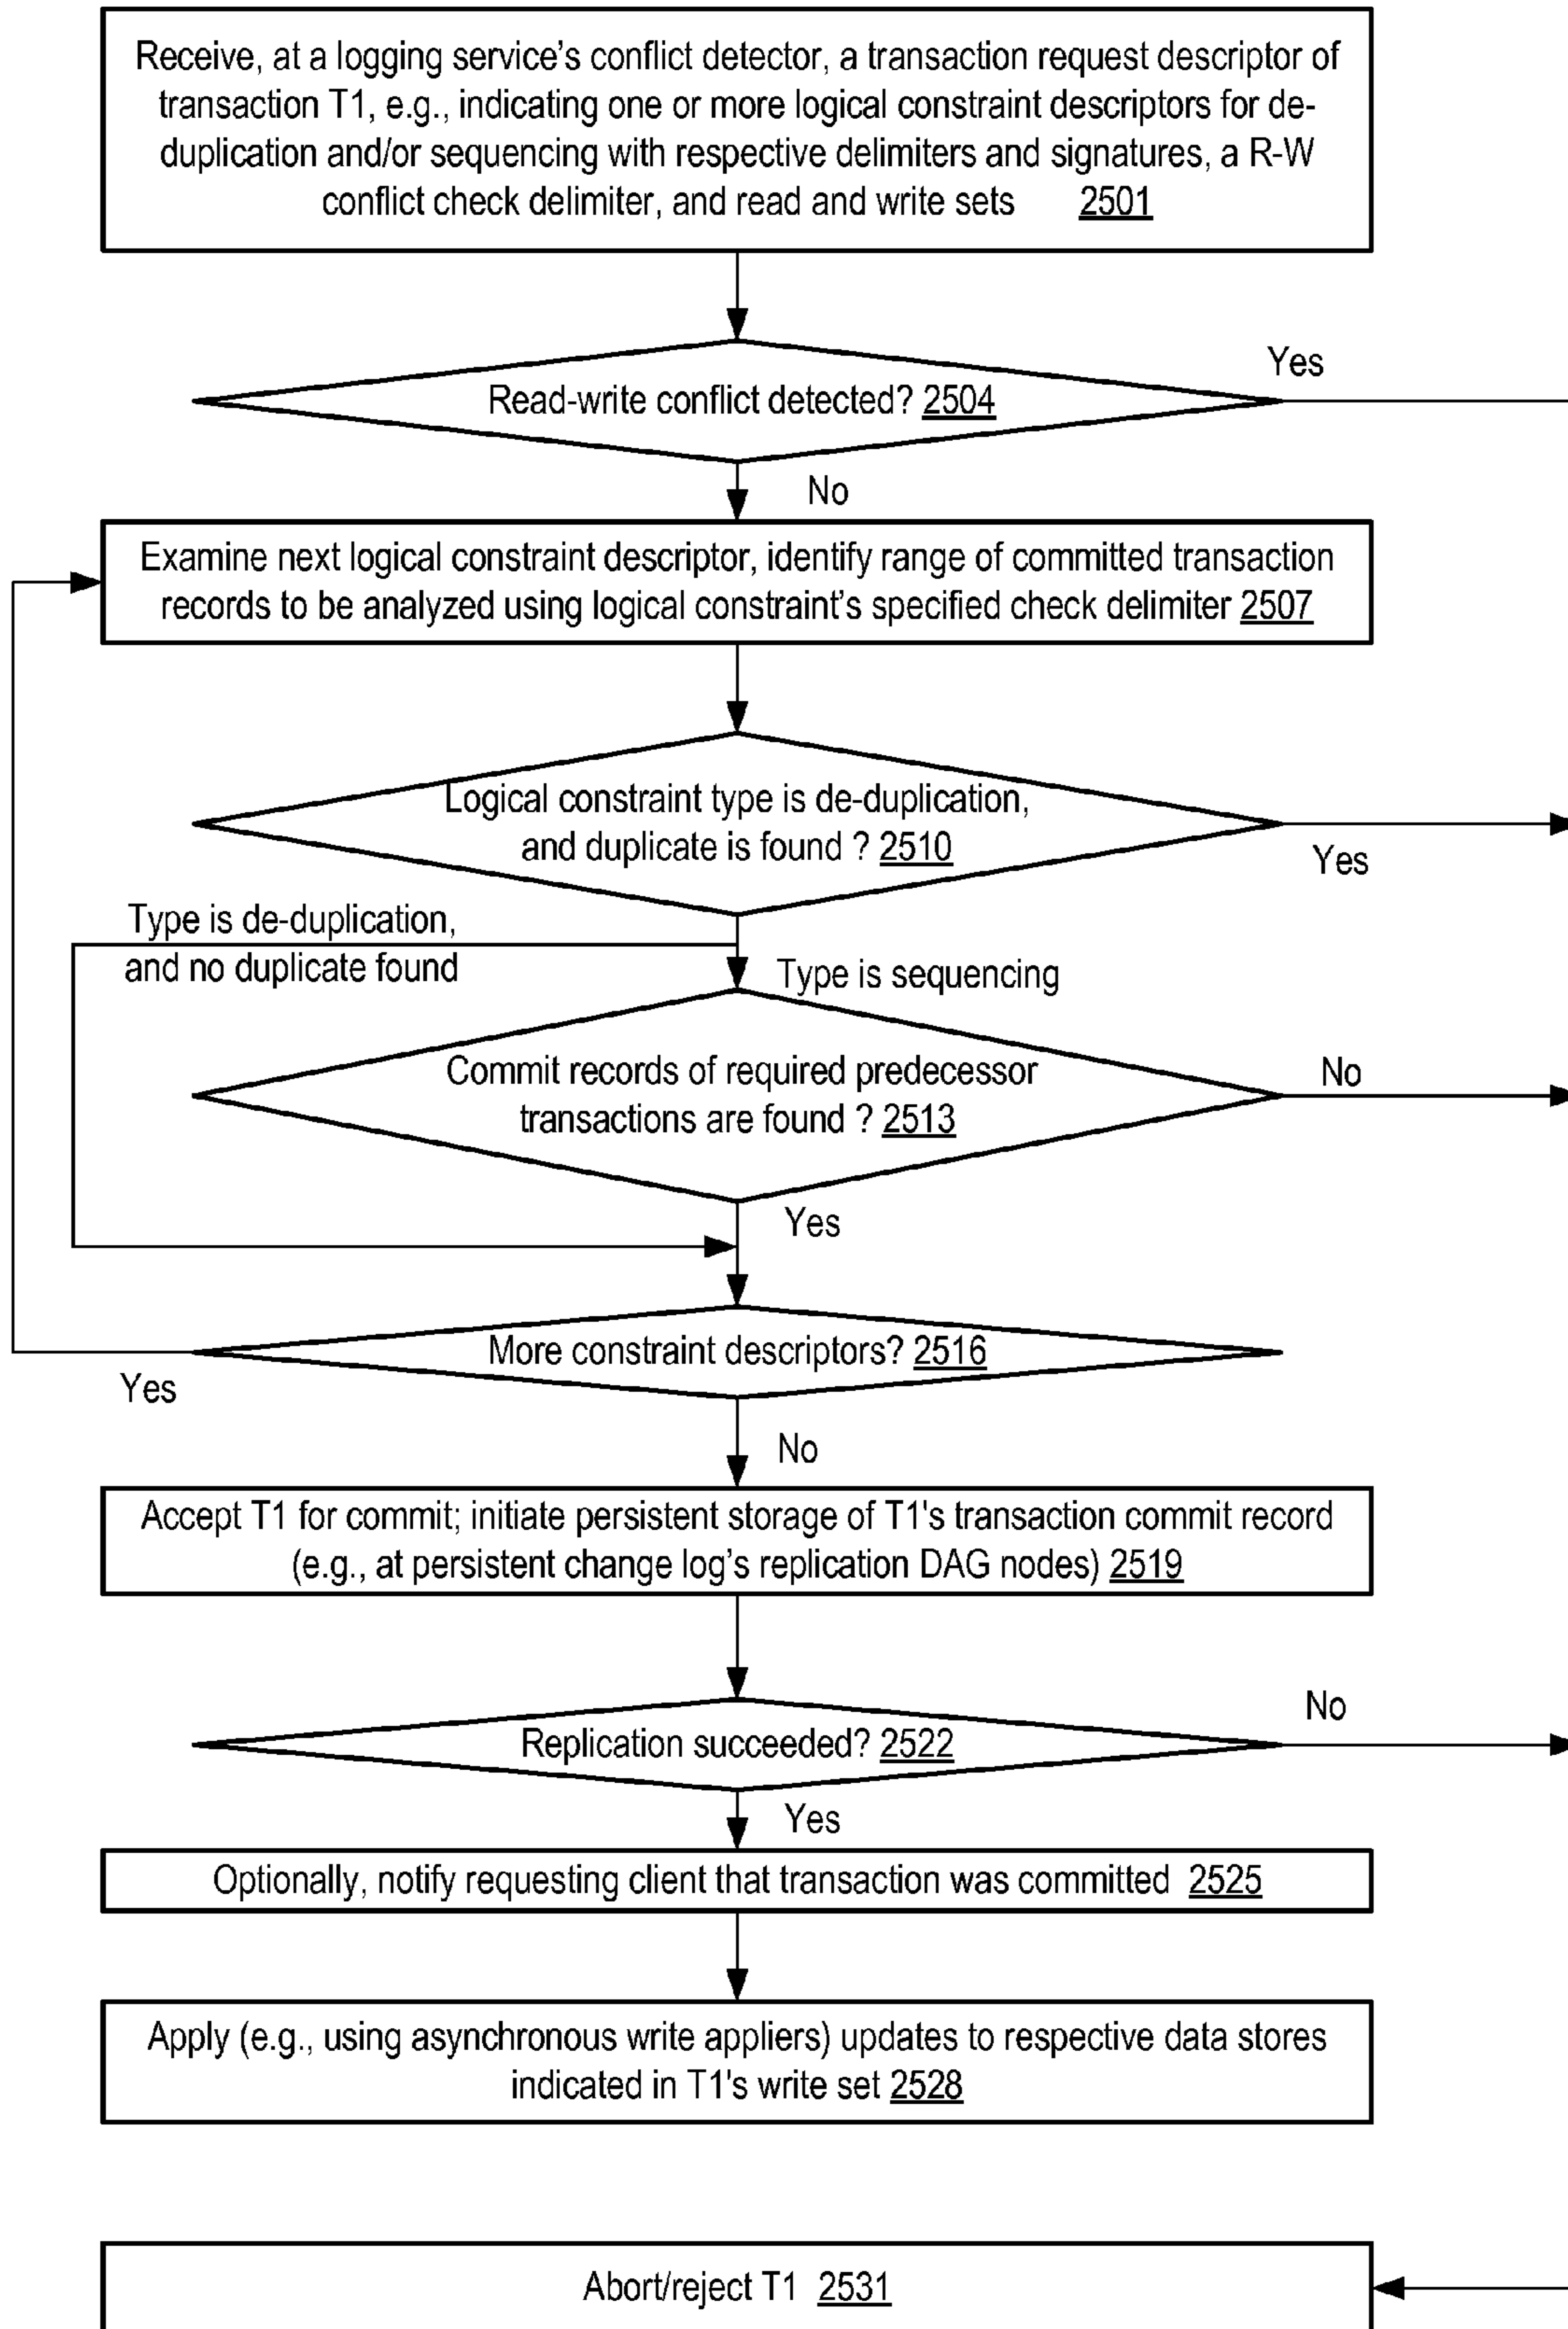 Receive, at a logging service’s conflict detector, a transaction request descriptor of
transaction T1, e.g., indicating one or more logical constraint descriptors for de-
duplication and/or sequencing with respective delimiters and signatures, a R-W
conflict check delimiter, and read and write sets 2501
Yes
Read-write conflict detected? 2504
No
Examine next logical constraint descriptor, identify range of committed transaction
records to be analyzed using logical constraint’s specified check delimiter 2507
Logical constraint type is de-duplication,
and duplicate is found ? 2510
Yes
Type is de-duplication,
and no duplicate found
Type is sequencing
Commit records of required predecessor
transactions are found ? 2513
No
Yes
More constraint descriptors? 2516
Yes
No
Accept T1 for commit; initiate persistent storage of T1's transaction commit record
(e.g., at persistent change log’s replication DAG nodes) 2519
No
Replication succeeded? 2522
Yes
Optionally, notify requesting client that transaction was committed 2525
Apply (e.g., using asynchronous write appliers) updates to respective data stores
indicated in T1's write set 2528
Abort/reject T1 2531